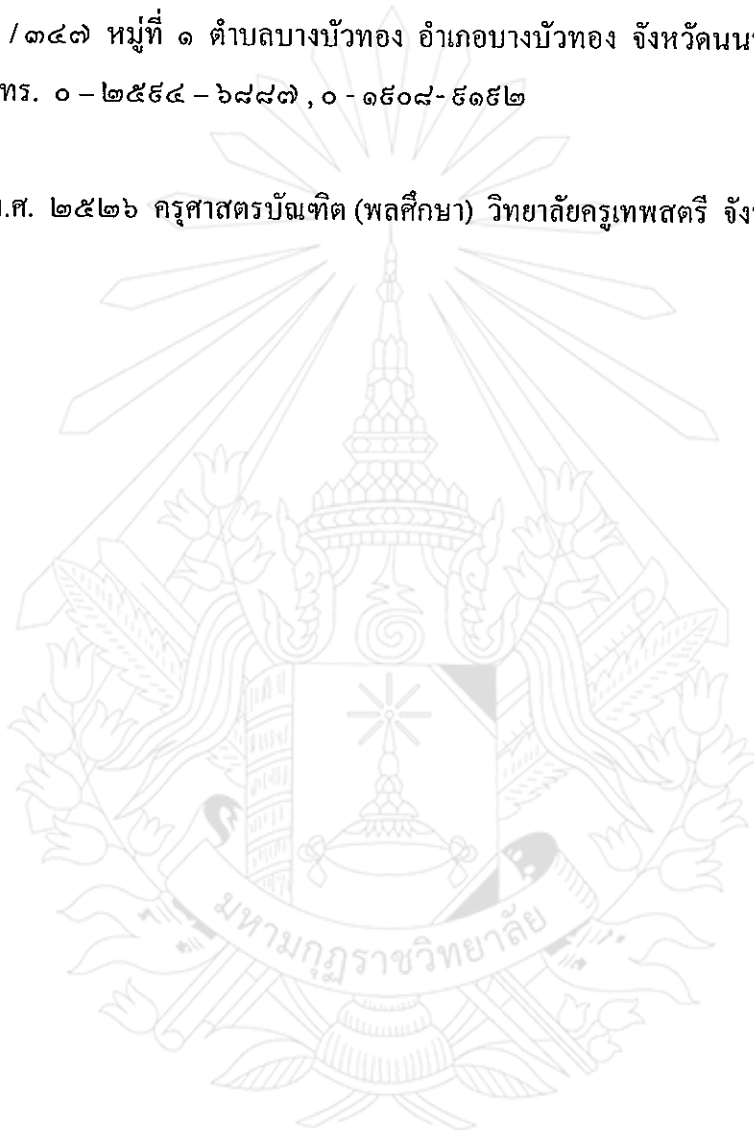 /๓๔๗ หมู่ที่ ๑ ตำบลบางบัวทอง อำเภอบางบัวทอง จังหวัด
ทร. ๐ – ๒๕๙๔ – ๖๘๘๗ , ๐ - ๑๙๐๘- ๙๑๙๒
.ศ. ๒๕๒๖ ครุศาสตรบัณฑิต (พลศึกษา) วิทยาลัยครูเทพสตรี
มหามกุฏราชวิทยาลัย